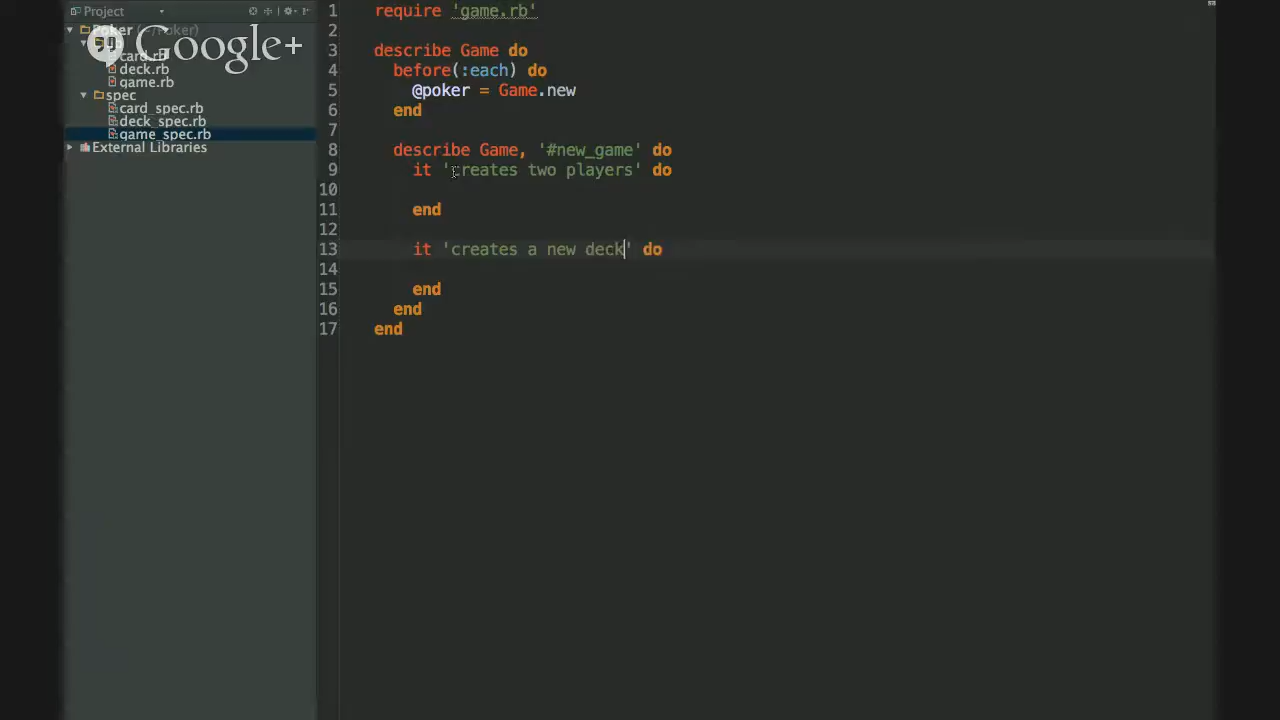 Project
Poker (~/Poker)
Google+
lib
card.rb
deck.rb
game.rb
spec
card_spec.rb
deck_spec.rb
game_spec.rb
External Libraries
1 require 'game.rb'
2
3 describe Game do
4 before(:each) do
5 @poker = Game.new
6 end
7
8 describe Game, '#new_game' do
9 it 'creates two players' do
10
11 end
12
13 it 'creates a new deck' do
14
15 end
16 end
17 end